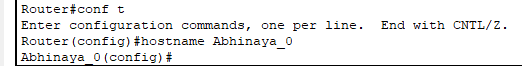 Router#conf t
Enter configuration commands, one per line.  End with CNTL/Z.
Router(config)#hostname Abhinaya_0
Abhinaya_0(config)#